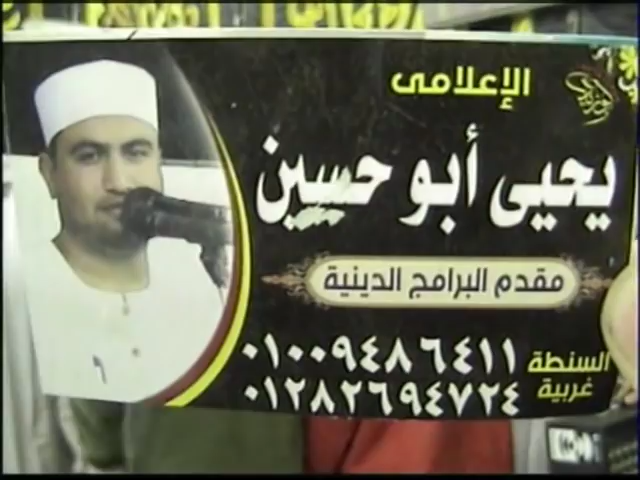 الإعلامى
يحيى أبو حسين
مقدم البرامج الدينية
السنطة
غربية
٠١٠٠٩٤٨٦٤١١
٠١٢٨٢٦٩٤٧٢٤